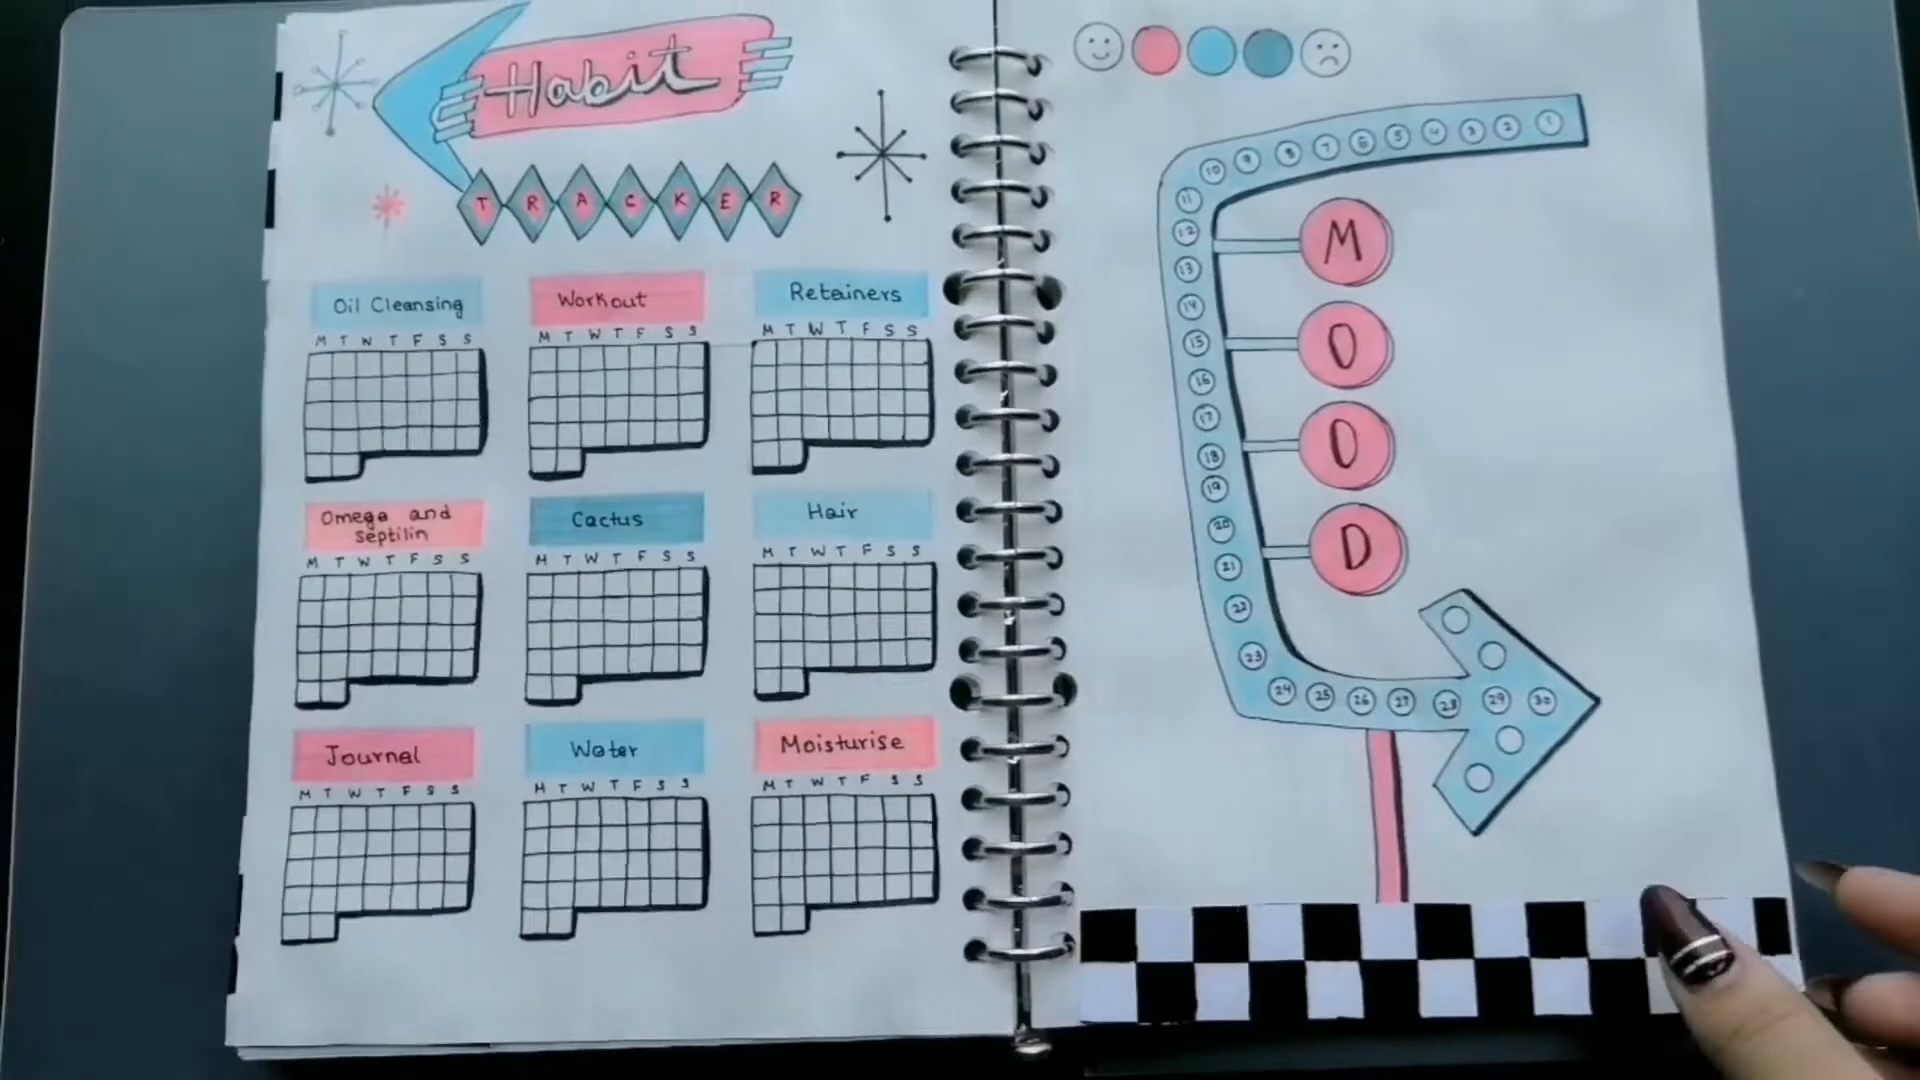 Habit
TRACKER
Oil Cleansing
M T W T F S S
Workout
M T W T F S S
Retainers
M T W T F S S
Omega and
Septilin
M T W T F S S
Cactus
M T W T F S S
Hair
M T W T F S S
Journal
M T W T F S S
Water
M T W T F S S
Moisturise
M T W T F S S
1
2
3
4
5
6
7
8
9
10
11
12
13
14
15
16
17
18
19
20
21
22
23
24
25
26
27
28
29
30
M
O
O
D